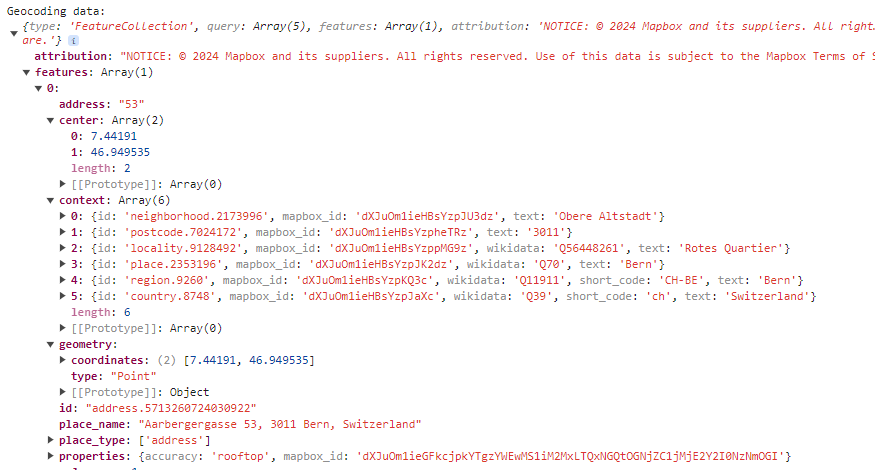 Geocoding data:
{type: 'FeatureCollection', query: Array(5), features: Array(1), attribution: 'NOTICE: © 2024 Mapbox and its suppliers. All right
are.'} i
attribution: "NOTICE: © 2024 Mapbox and its suppliers. All rights reserved. Use of this data is subject to the Mapbox Terms of S
features: Array(1)
0:
address: "53"
center: Array(2)
0: 7.44191
1: 46.949535
length: 2
[[Prototype]]: Array(0)
context: Array(6)
0: {id: 'neighborhood.2173996', mapbox_id: 'dXJuOm1ieHBsYzpJU3dz', text: 'Obere Altstadt'}
1: {id: 'postcode.7024172', mapbox_id: 'dXJuOm1ieHBsYzpheTRz', text: '3011'}
2: {id: 'locality.9128492', mapbox_id: 'dXJuOm1ieHBsYzppMG9z', wikidata: 'Q56448261', text: 'Rotes Quartier'}
3: {id: 'place.2353196', mapbox_id: 'dXJuOm1ieHBsYzpJK2dz', wikidata: 'Q70', text: 'Bern'}
4: {id: 'region.9260', mapbox_id: 'dXJuOm1ieHBsYzpKQ3c', wikidata: 'Q11911', short_code: 'CH-BE', text: 'Bern'}
5: {id: 'country.8748', mapbox_id: 'dXJuOm1ieHBsYzpJaXc', wikidata: 'Q39', short_code: 'ch', text: 'Switzerland'}
length: 6
[[Prototype]]: Array(0)
geometry:
coordinates: (2) [7.44191, 46.949535]
type: "Point"
[[Prototype]]: Object
id: "address.5713260724030922"
place_name: "Aarbergergasse 53, 3011 Bern, Switzerland"
place_type: ['address']
properties: {accuracy: 'rooftop', mapbox_id: 'dXJuOm1ieGFkcjpkYTgzYWEwMS1iM2MxLTQxNGQtOGNjZC1jMjE2Y2I0NzNmOGI'}